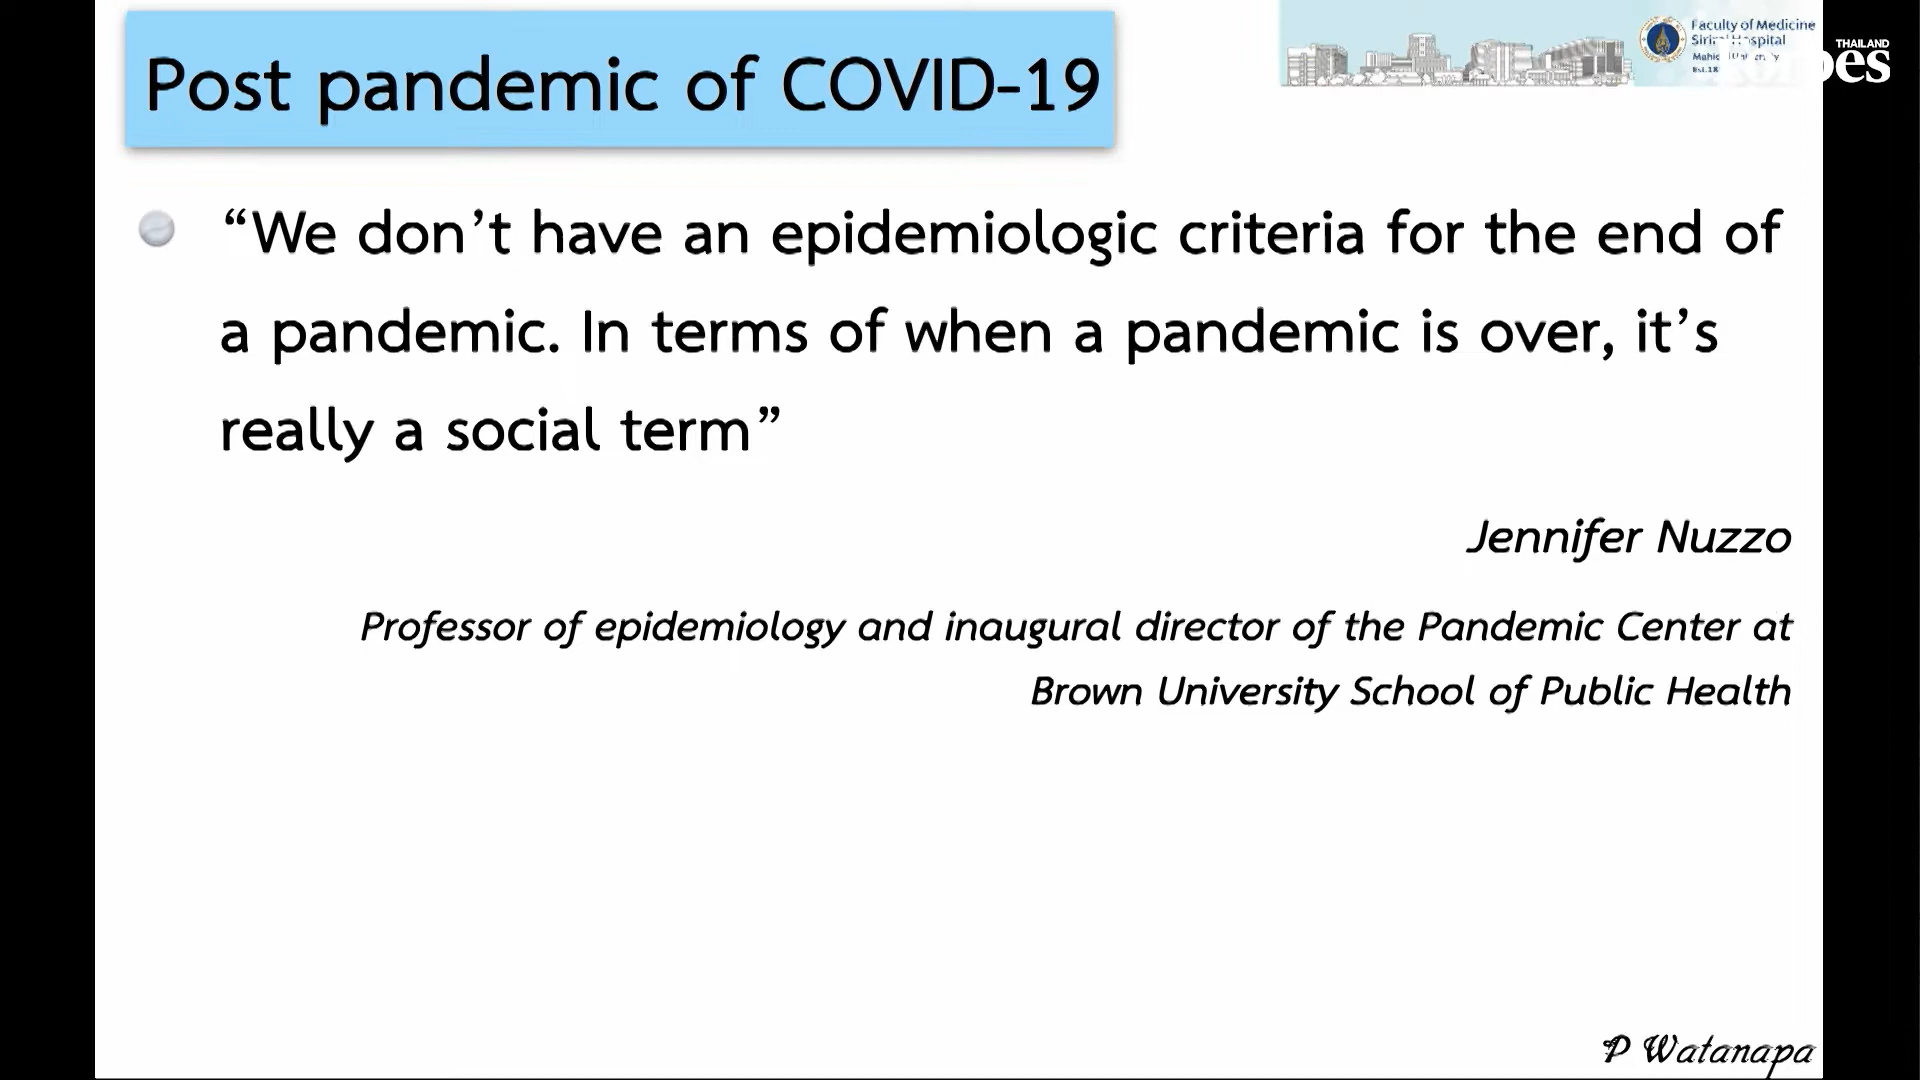 Post pandemic of COVID-19
Faculty of Medicine
Siriraj Hospital
THAILAND
“We don’t have an epidemiologic criteria for the end of
a pandemic. In terms of when a pandemic is over, it’s
really a social term”
Jennifer Nuzzo
Professor of epidemiology and inaugural director of the Pandemic Center at
Brown University School of Public Health
P Watanapa